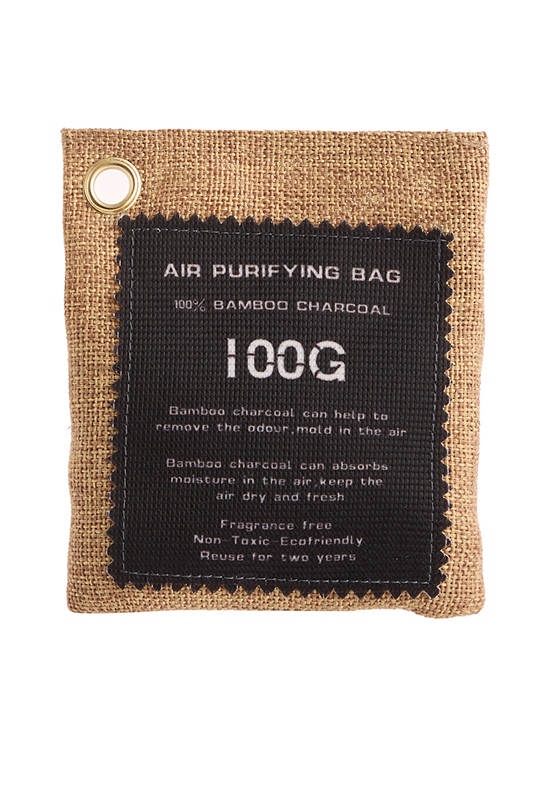 AIR PURIFYING BAG
100% BAMBOO CHARCOAL
100G
Bamboo charcoal can help to
remove the odour,mold in the air
Bamboo charcoal can absorbs
moisture in the air,keep the
air dry and fresh
Fragrance free
Non-Toxic-Ecofriendly
Reuse for two years